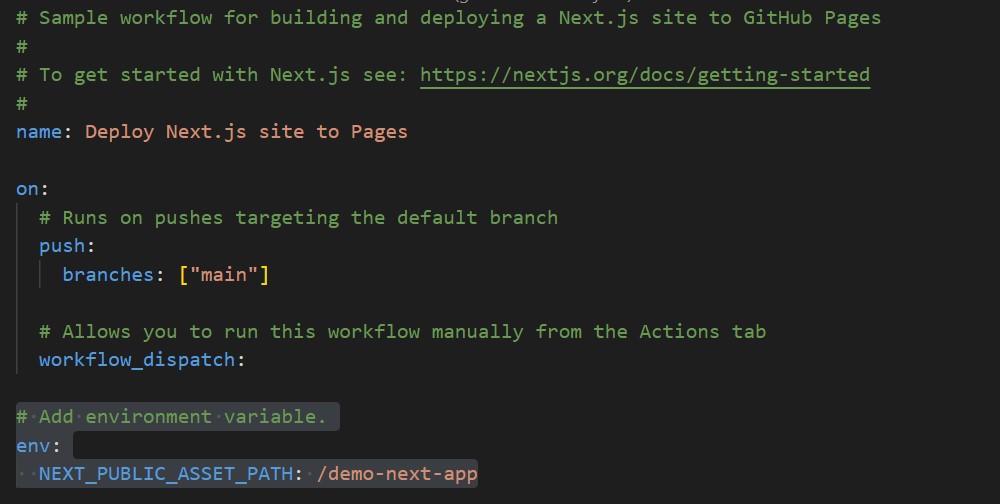 # Sample workflow for building and deploying a Next.js site to GitHub Pages
#
# To get started with Next.js see: https://nextjs.org/docs/getting-started
#
name: Deploy Next.js site to Pages

on:
  # Runs on pushes targeting the default branch
  push:
    branches: ["main"]

  # Allows you to run this workflow manually from the Actions tab
  workflow_dispatch:

# Add environment variable.
env:
  NEXT_PUBLIC_ASSET_PATH: /demo-next-app